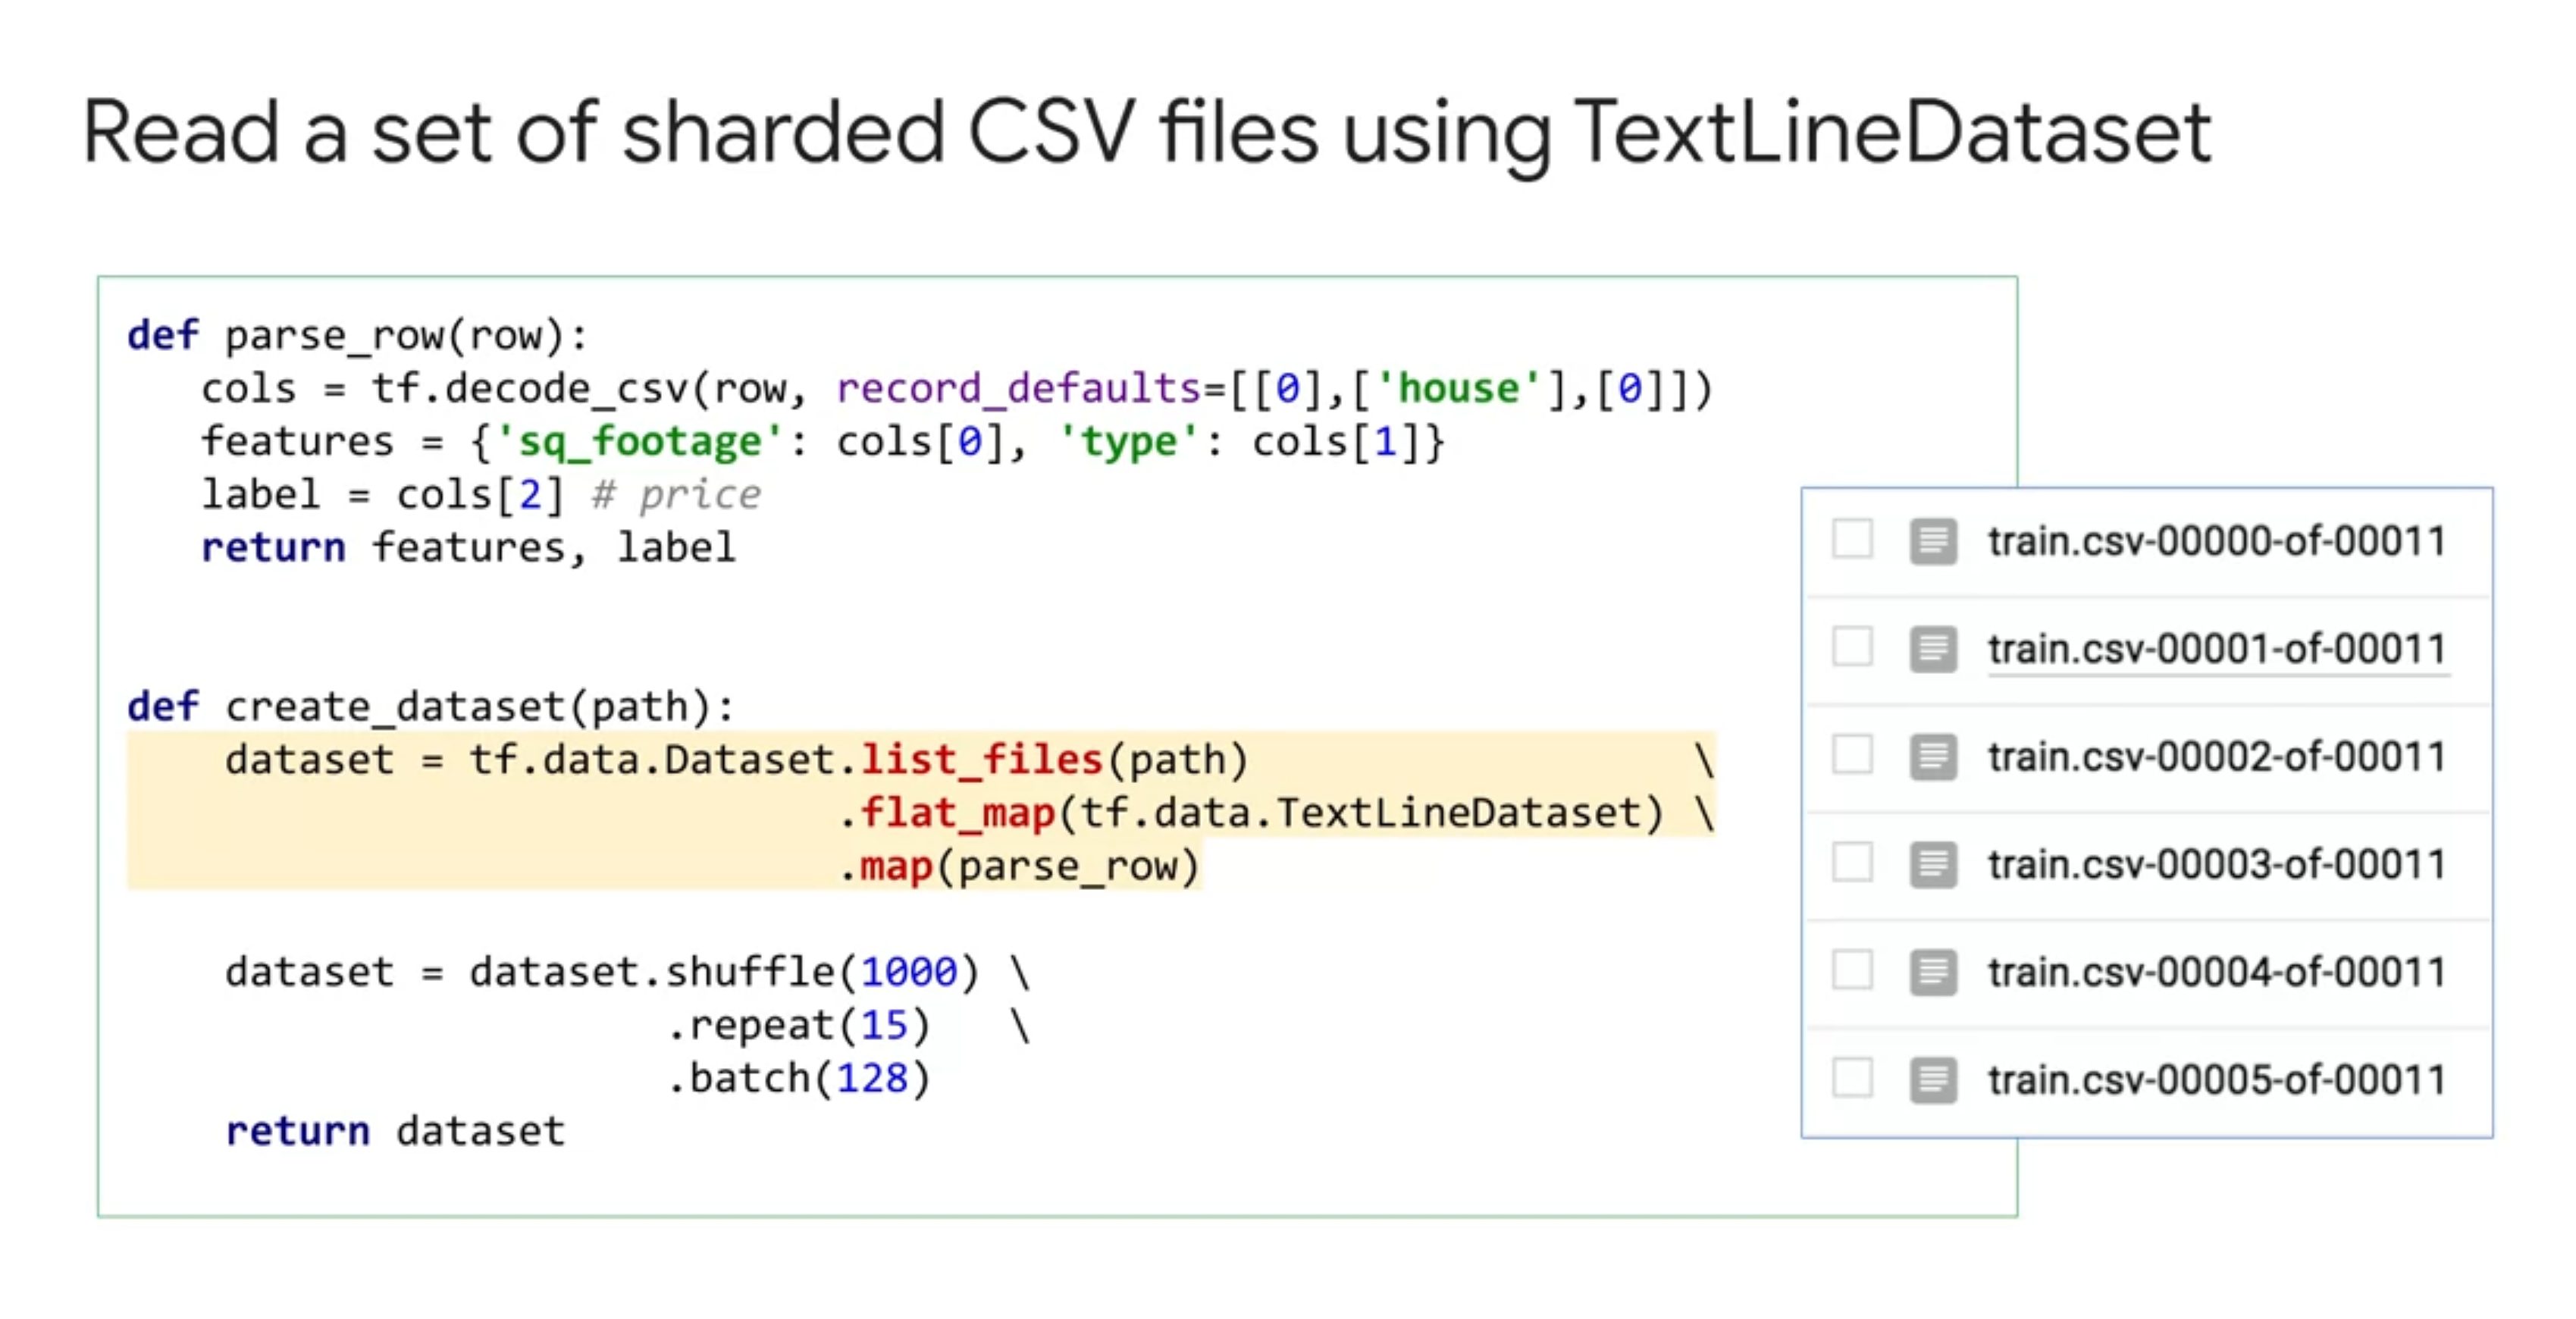 Read a set of sharded CSV files using TextLineDataset
def parse_row(row):
cols = tf.decode_csv(row, record_defaults=[[0],['house'],[0]])
features = {'sq_footage': cols[0], 'type': cols[1]}
label = cols[2] # price
return features, label
def create_dataset(path):
dataset = tf.data.Dataset.list_files(path) \
.flat_map(tf.data.TextLineDataset) \
.map(parse_row)
dataset = dataset.shuffle(1000) \
.repeat(15) \
.batch(128)
return dataset
train.csv-00000-of-00011
train.csv-00001-of-00011
train.csv-00002-of-00011
train.csv-00003-of-00011
train.csv-00004-of-00011
train.csv-00005-of-00011